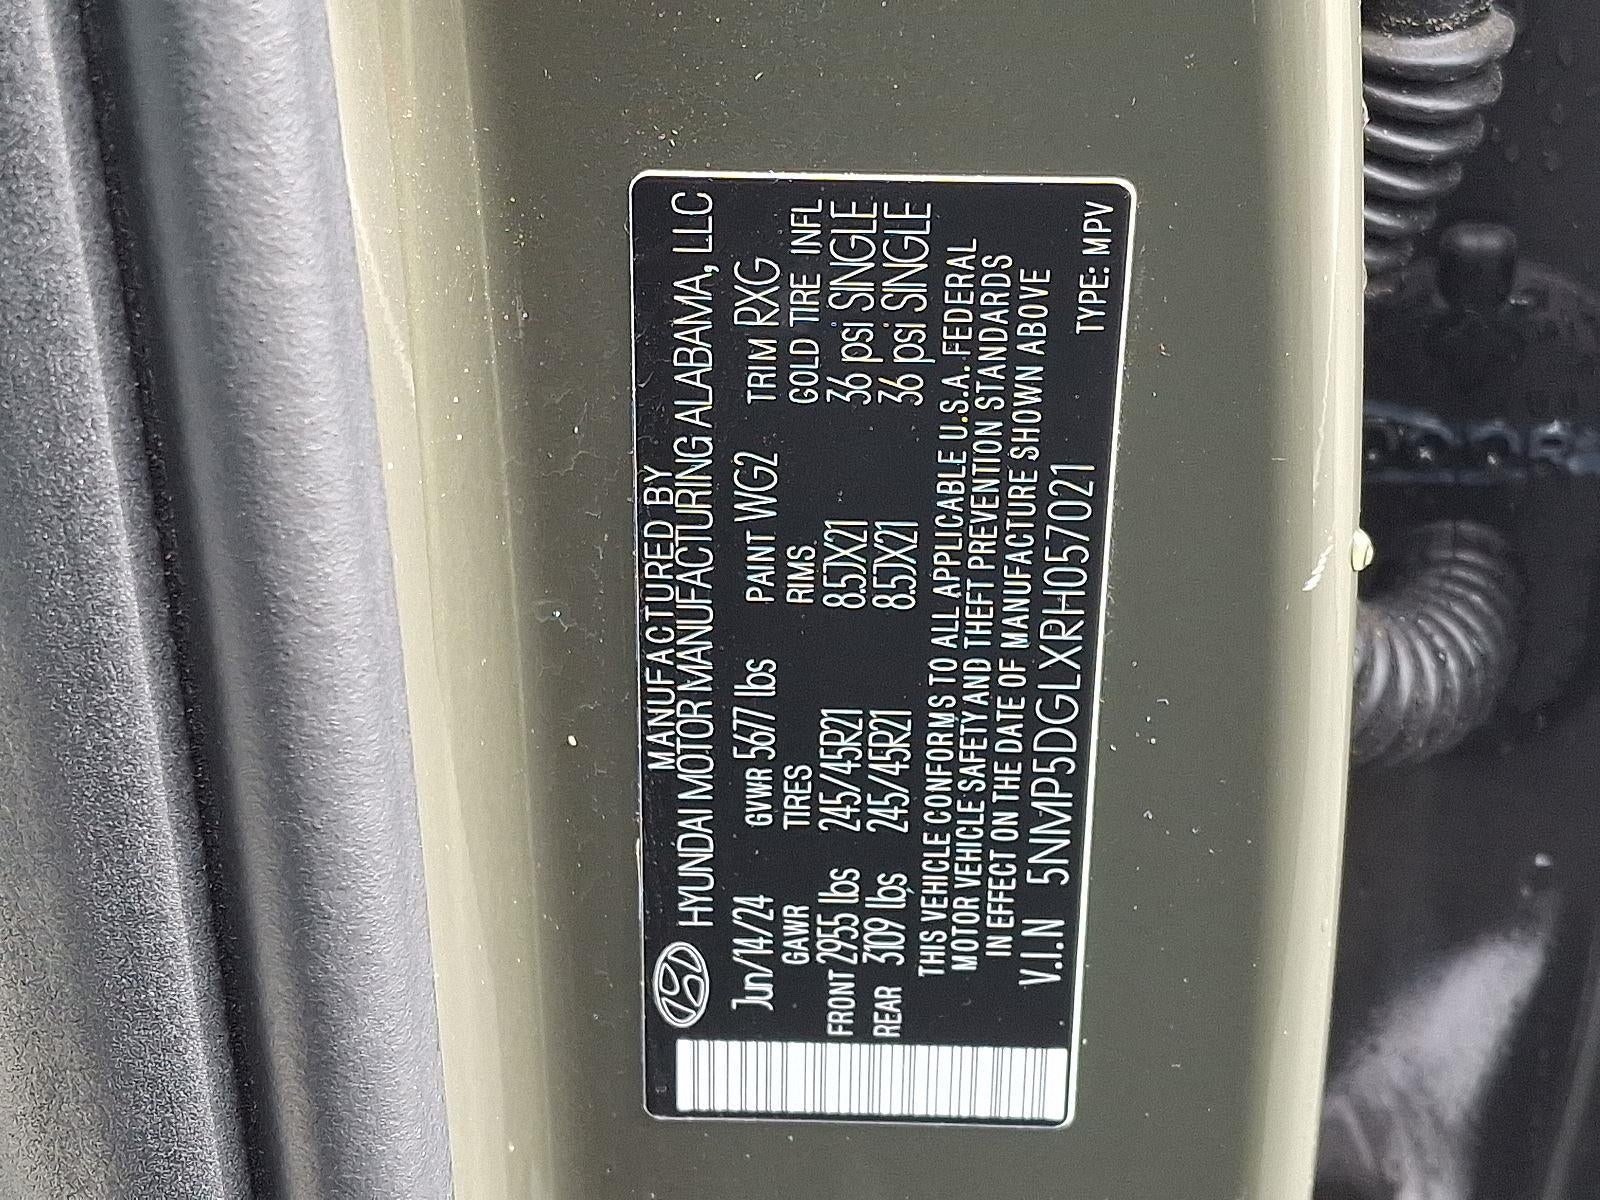 MANUFACTURED BY
HYUNDAI MOTOR MANUFACTURING ALABAMA, LLC
Jun/14/24 GVWR 5677 lbs PAINT WG2 TRIM RXG
GAWR TIRES RIMS COLD TIRE INFL
FRONT 2955 lbs 245/45R21 8.5JX21 36 psi SINGLE
REAR 3109 lbs 245/45R21 8.5JX21 36 psi SINGLE
THIS VEHICLE CONFORMS TO ALL APPLICABLE U.S.A. FEDERAL
MOTOR VEHICLE SAFETY AND THEFT PREVENTION STANDARDS
IN EFFECT ON THE DATE OF MANUFACTURE SHOWN ABOVE
V.I.N 5NMP5DGLXRH057021 TYPE: MPV